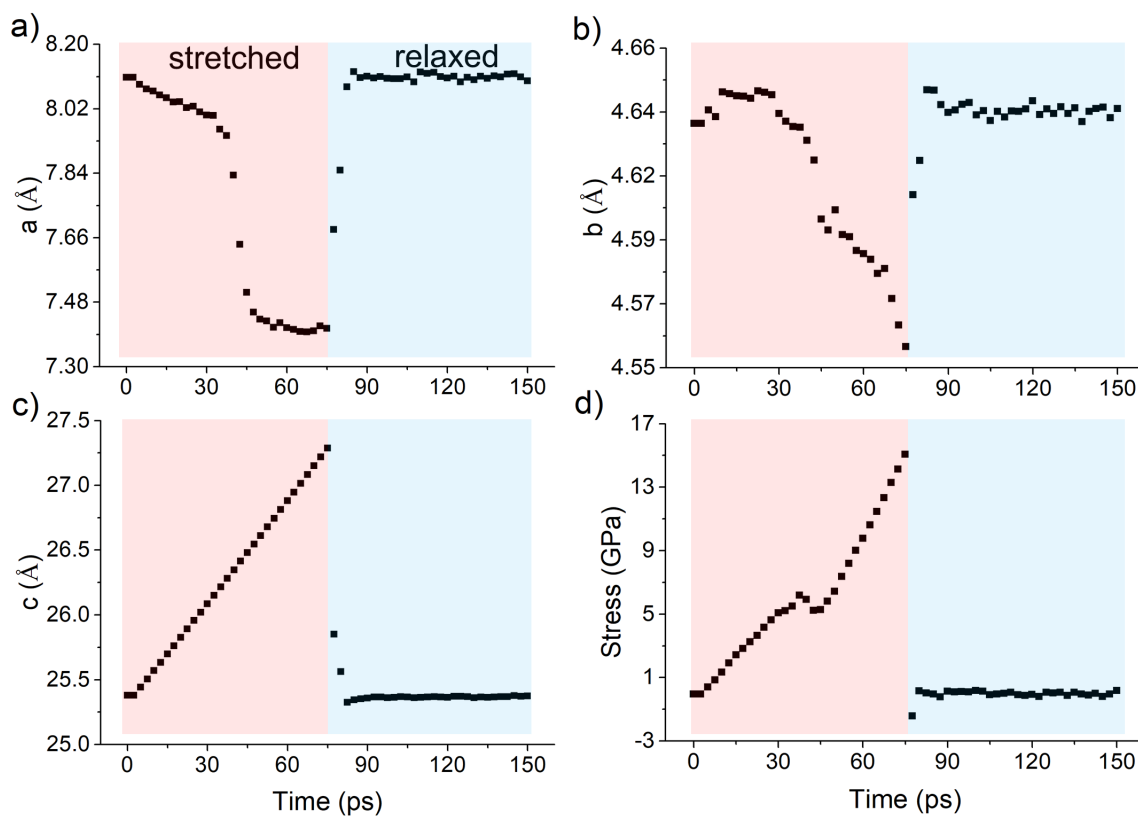 a)
stretched
relaxed
8.20
8.02
7.84
7.66
7.48
7.30
a (Å)
0 30 60 90 120 150
b)
4.66
4.64
4.62
4.59
4.57
4.55
b (Å)
0 30 60 90 120 150
c)
27.5
27.0
26.5
26.0
25.5
25.0
c (Å)
0 30 60 90 120 150
Time (ps)
d)
17
15
9
5
1
-3
Stress (GPa)
0 30 60 90 120 150
Time (ps)